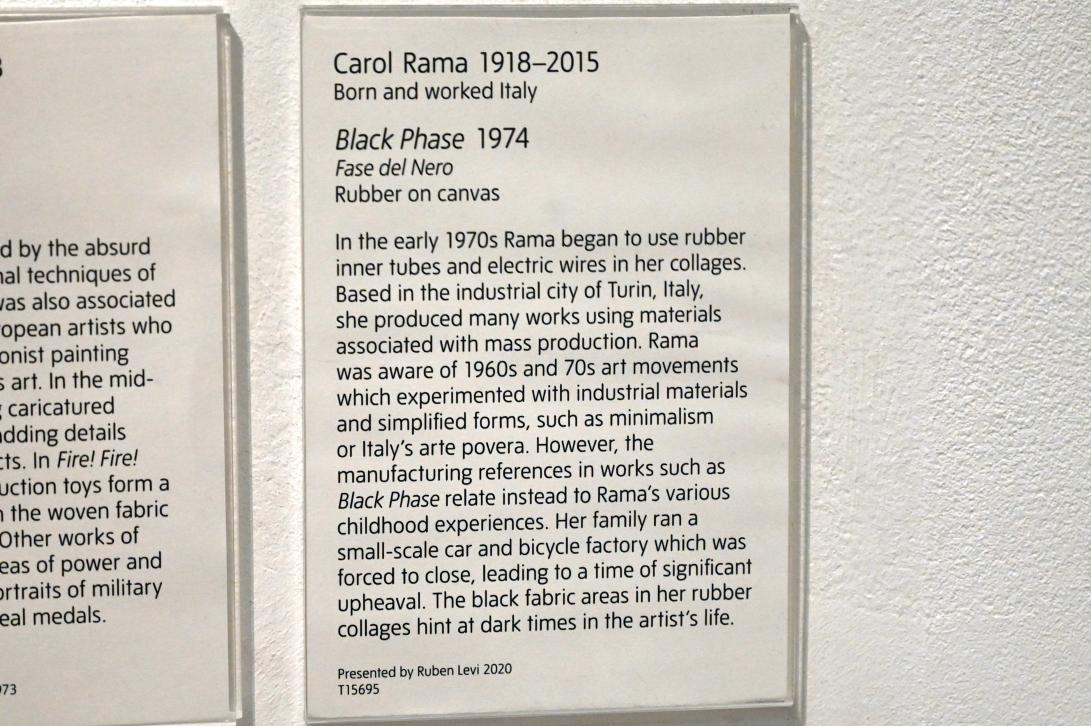 3
d by the absurd
nal techniques of
was also associated
ropean artists who
onist painting
s art. In the mid-
g caricatured
adding details
cts. In Fire! Fire!
uction toys form a
n the woven fabric
Other works of
eas of power and
ortraits of military
eal medals.
973
Carol Rama 1918–2015
Born and worked Italy
Black Phase 1974
Fase del Nero
Rubber on canvas
In the early 1970s Rama began to use rubber
inner tubes and electric wires in her collages.
Based in the industrial city of Turin, Italy,
she produced many works using materials
associated with mass production. Rama
was aware of 1960s and 70s art movements
which experimented with industrial materials
and simplified forms, such as minimalism
or Italy's arte povera. However, the
manufacturing references in works such as
Black Phase relate instead to Rama's various
childhood experiences. Her family ran a
small-scale car and bicycle factory which was
forced to close, leading to a time of significant
upheaval. The black fabric areas in her rubber
collages hint at dark times in the artist's life.
Presented by Ruben Levi 2020
T15695